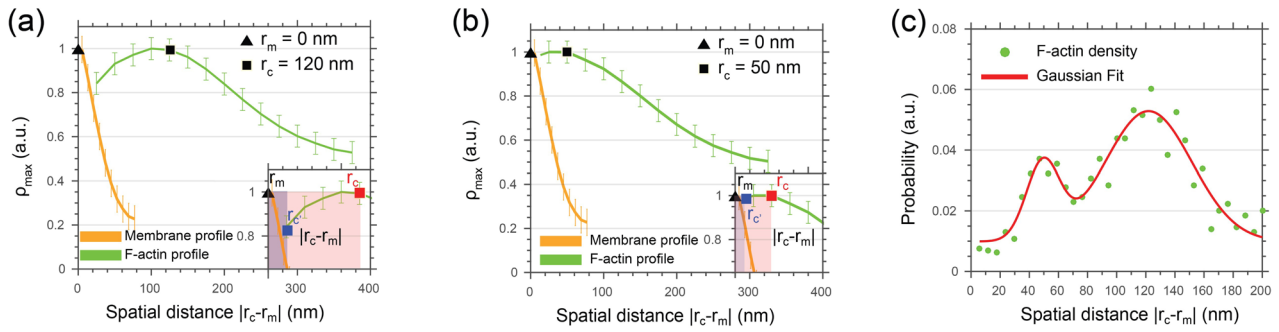 (a)
1
0.8
0.6
0.4
0.2
0
ρmax (a.u.)
▲ rm = 0 nm
■ rc = 120 nm
Membrane profile
F-actin profile
1
0.8
rm
rc
rc'
|rc-rm|
0
100
200
300
400
Spatial distance |rc-rm| (nm)
(b)
1
0.8
0.6
0.4
0.2
0
ρmax (a.u.)
▲ rm = 0 nm
■ rc = 50 nm
Membrane profile
F-actin profile
1
0.8
rm
rc
rc'
|rc-rm|
0
100
200
300
400
Spatial distance |rc-rm| (nm)
(c)
0.08
0.06
0.04
0.02
0
Probability (a.u.)
F-actin density
Gaussian Fit
0
20
40
60
80
100
120
140
160
180
200
Spatial distance |rc-rm| (nm)